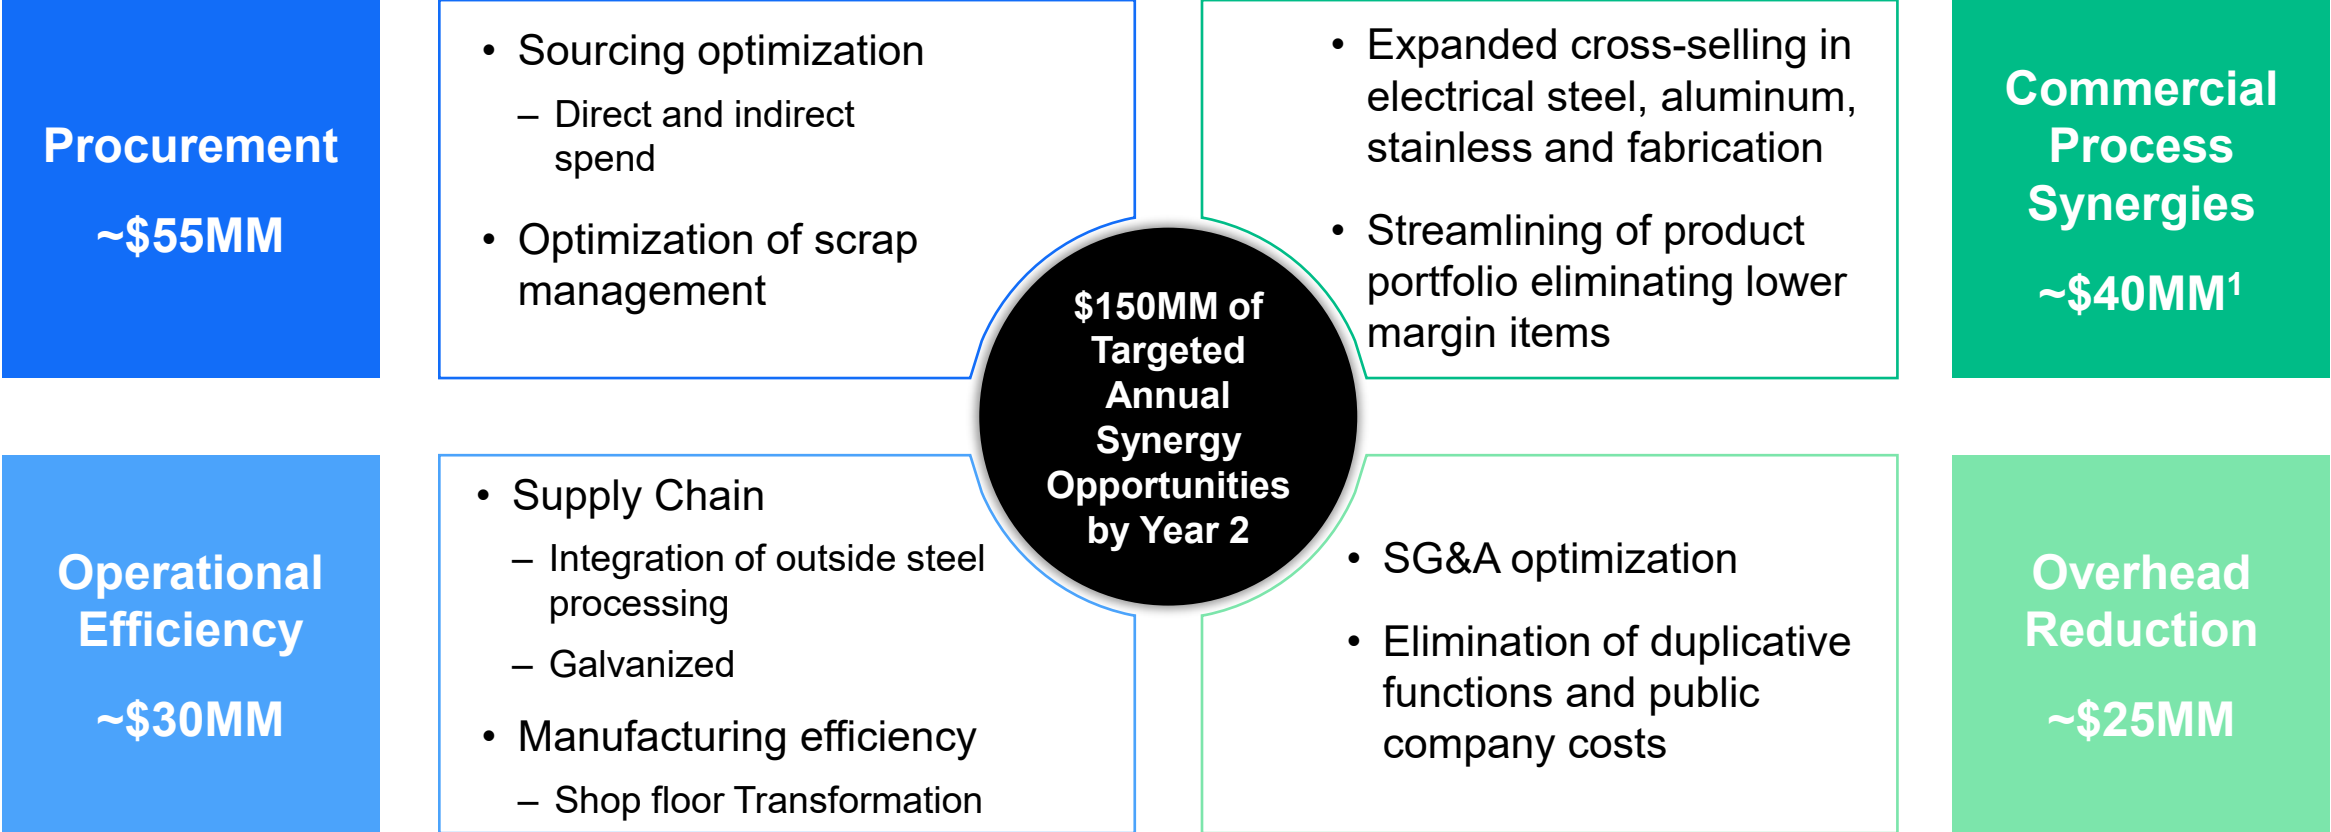 Procurement
~$55MM
• Sourcing optimization
– Direct and indirect
spend
• Optimization of scrap
management
• Expanded cross-selling in
electrical steel, aluminum,
stainless and fabrication
• Streamlining of product
portfolio eliminating lower
margin items
Commercial
Process
Synergies
~$40MM¹
$150MM of
Targeted
Annual
Synergy
Opportunities
by Year 2
Operational
Efficiency
~$30MM
• Supply Chain
– Integration of outside steel
processing
– Galvanized
• Manufacturing efficiency
– Shop floor Transformation
• SG&A optimization
• Elimination of duplicative
functions and public
company costs
Overhead
Reduction
~$25MM